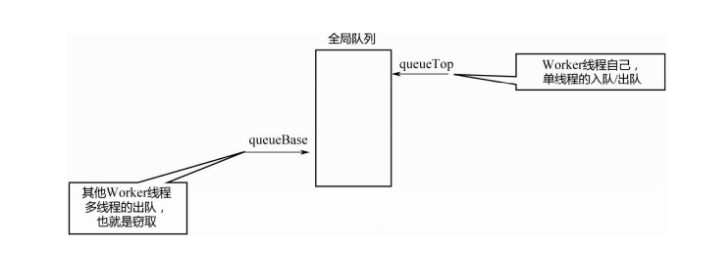 全局队列
queueTop
Worker线程自己，
单线程的入队/出队
queueBase
其他Worker线程
多线程的出队，
也就是窃取